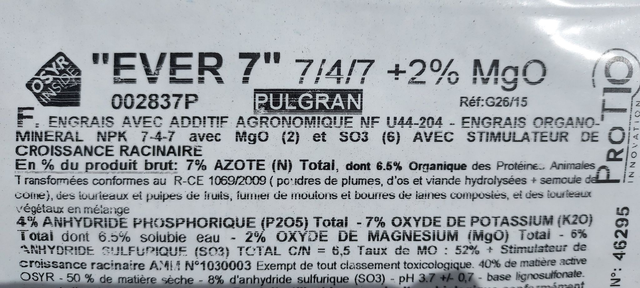 OSYR INSIDE
"EVER 7" 7/4/7 +2% MgO
002837P PULGRAN Réf:G26/15
F. ENGRAIS AVEC ADDITIF AGRONOMIQUE NF U44-204 - ENGRAIS ORGANO-
MINERAL NPK 7-4-7 avec MgO (2) et SO3 (6) AVEC STIMULATEUR DE
CROISSANCE RACINAIRE
En % du produit brut: 7% AZOTE (N) Total, dont 6.5% Organique des Protéines Animales
Transformées conformes au R-CE 1069/2009 ( poudres de plumes, d'os et viande hydrolysées + semoule de
corne), des tourteaux et pulpes de fruits, fumier de moutons et bourres de laines compostés, et des tourteaux
végétaux en mélange
4% ANHYDRIDE PHOSPHORIQUE (P2O5) Total - 7% OXYDE DE POTASSIUM (K2O)
Total dont 6.5% soluble eau - 2% OXYDE DE MAGNESIUM (MgO) Total - 6%
ANHYDRIDE SULFURIQUE (SO3) TOTAL C/N = 6,5 Taux de MO : 52% + Stimulateur de
croissance racinaire AMM N°1030003 Exempt de tout classement toxicologique. 40% de matière active
OSYR - 50 % de matière sèche - 8% d'anhydride sulfurique (SO3) - pH 3.7 +/- 0,7 - base lignosulfonate.
PROTIO
INNOVATION
N°: 46295